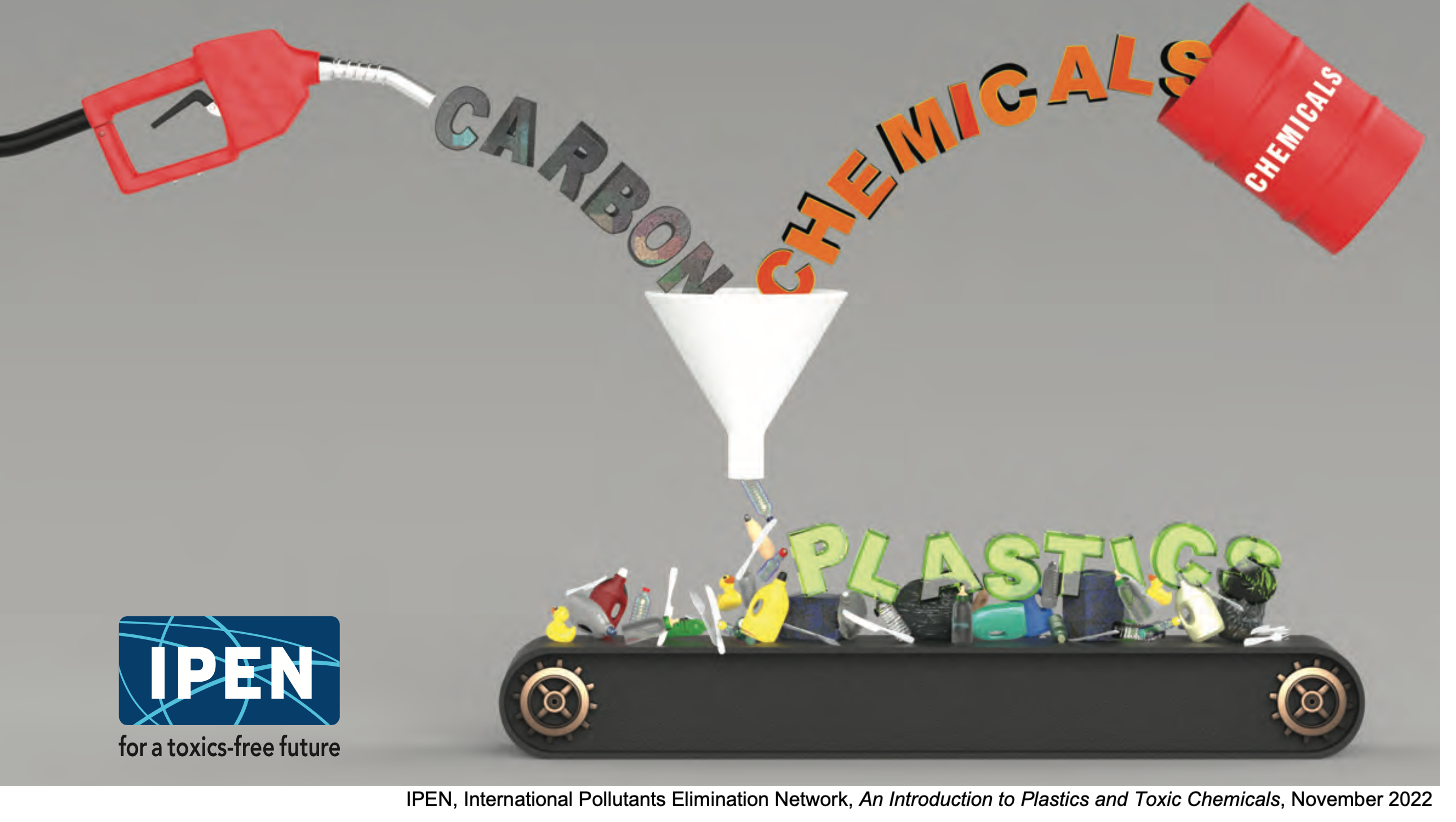 CARBON
CHEMICALS
CHEMICALS
PLASTICS
IPEN
for a toxics-free future
IPEN, International Pollutants Elimination Network, An Introduction to Plastics and Toxic Chemicals, November 2022